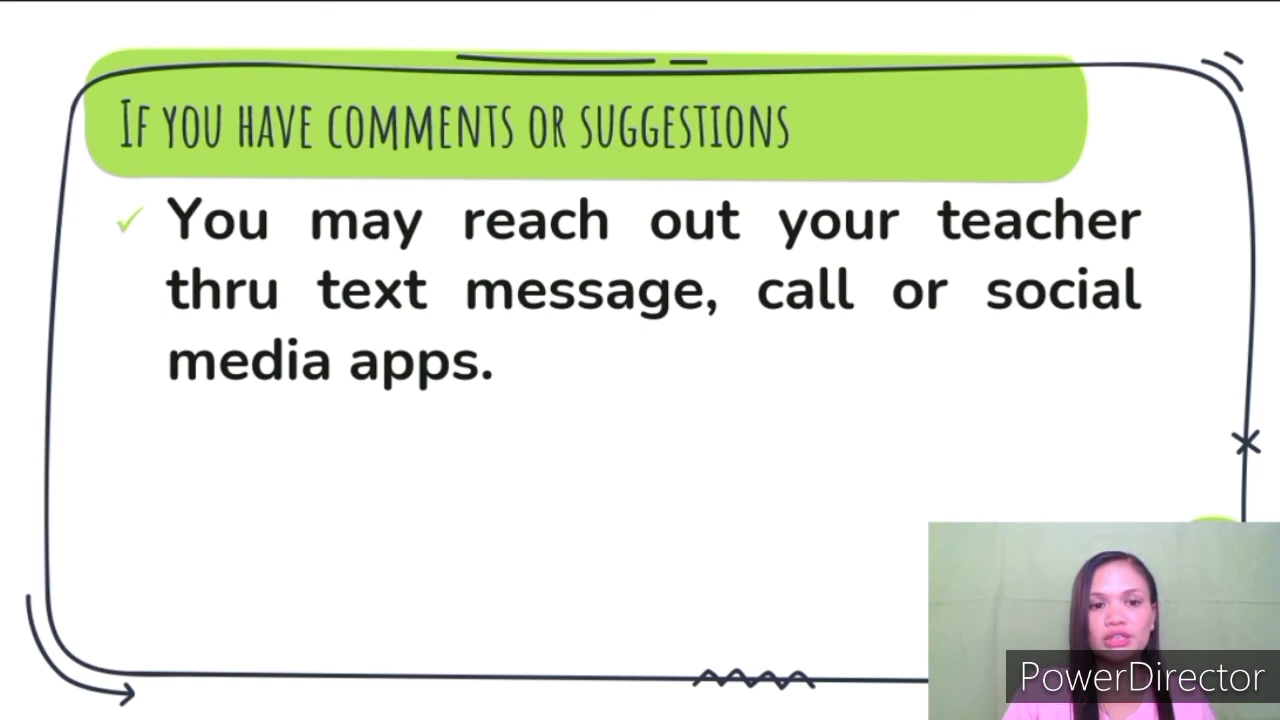 If you have comments or suggestions
✓ You may reach out your teacher
thru text message, call or social
media apps.
PowerDirector